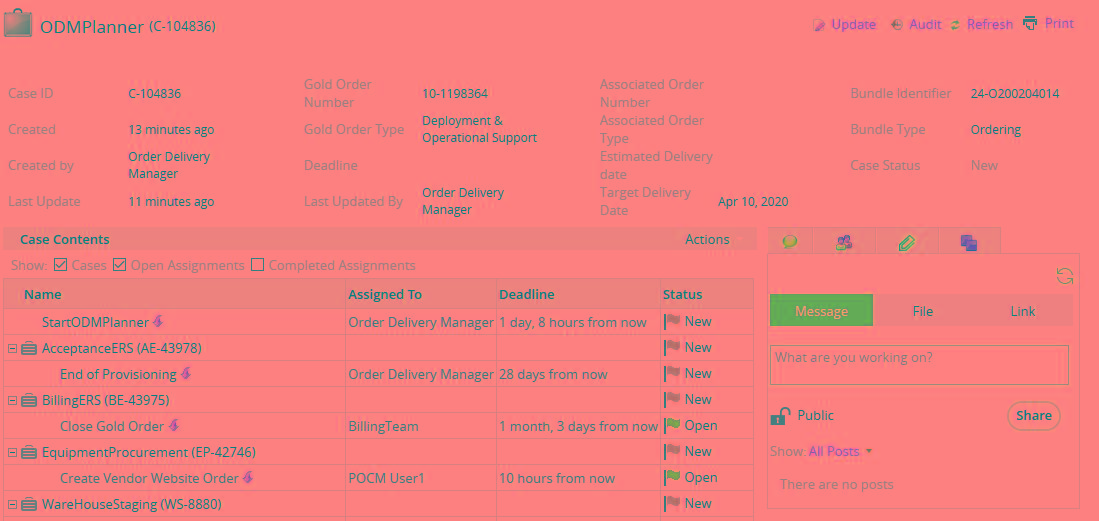 ODMPlanner (C-104836)
Update Audit Refresh Print
Case ID C-104836 Gold Order Number 10-1198364 Associated Order Number Bundle Identifier 24-O200204014
Created 13 minutes ago Gold Order Type Deployment & Operational Support Associated Order Type Bundle Type Ordering
Created by Order Delivery Manager Deadline Estimated Delivery date Case Status New
Last Update 11 minutes ago Last Updated By Order Delivery Manager Target Delivery Date Apr 10, 2020
Case Contents Actions
Show: Cases Open Assignments Completed Assignments
Name Assigned To Deadline Status
StartODMPlanner Order Delivery Manager 1 day, 8 hours from now New
AcceptanceERS (AE-43978) New
End of Provisioning Order Delivery Manager 28 days from now New
BillingERS (BE-43975) New
Close Gold Order BillingTeam 1 month, 3 days from now Open
EquipmentProcurement (EP-42746) New
Create Vendor Website Order POCM User1 10 hours from now Open
WareHouseStaging (WS-8880) New
Message File Link
What are you working on?
Public Share
Show: All Posts
There are no posts